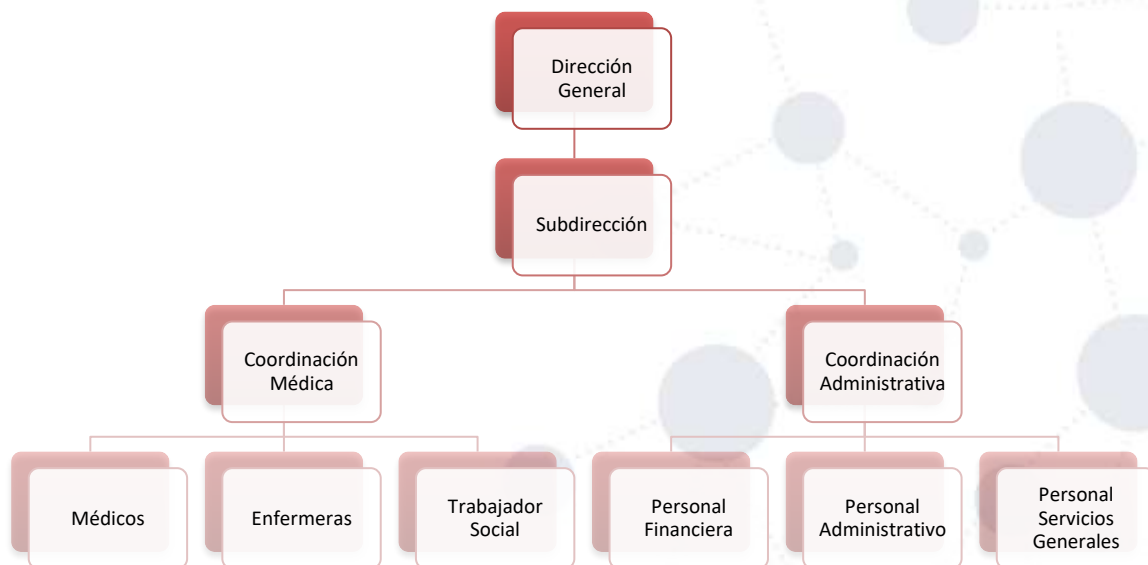 Dirección
General
Subdirección
Coordinación
Médica
Coordinación
Administrativa
Médicos
Enfermeras
Trabajador
Social
Personal
Financiera
Personal
Administrativo
Personal
Servicios
Generales